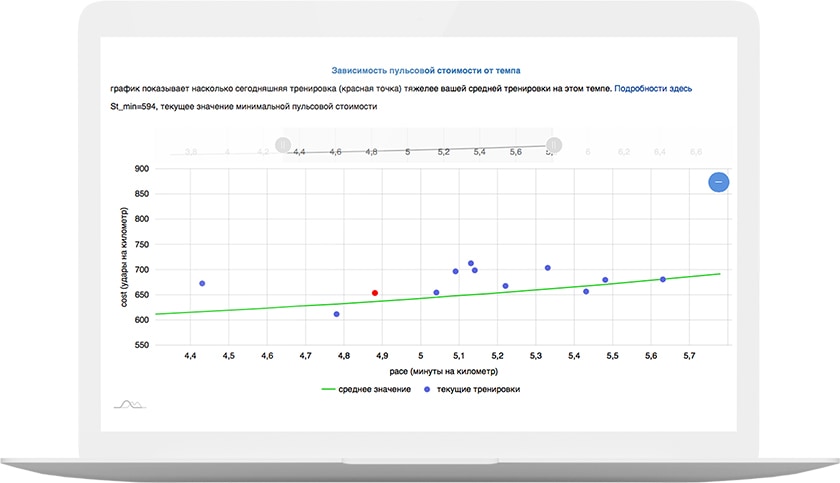 Зависимость пульсовой стоимости от темпа
график показывает насколько сегодняшняя тренировка (красная точка) тяжелее вашей средней тренировки на этом темпе. Подробности здесь
St_min=594, текущее значение минимальной пульсовой стоимости
3,8 4 4,2 4,4 4,6 4,8 5 5,2 5,4 5,6 5, 6 6,2 6,4 6,6
900
850
800
750
700
650
600
550
cost (удары на километр)
4,4 4,5 4,6 4,7 4,8 4,9 5 5,1 5,2 5,3 5,4 5,5 5,6 5,7
pace (минуты на километр)
среднее значение текущие тренировки